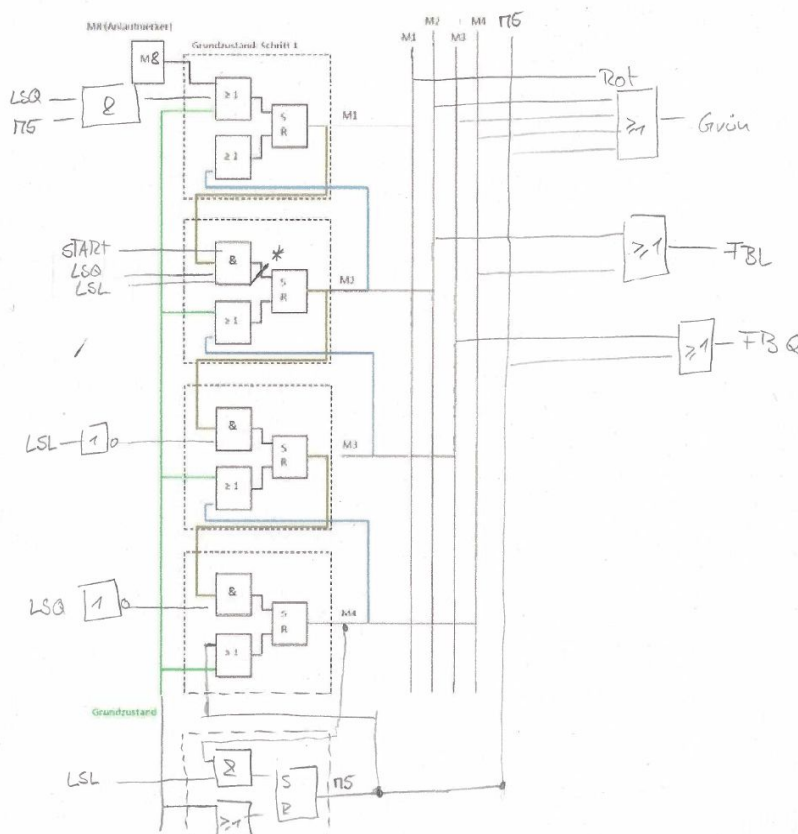 M8 (Anlaufmerker)
M8
Grundzustand: Schritt 1
M1
M2
M3
M4
M5
LSQ
M5
&
≥1
≥1
S
R
M1
Rot
≥1
Grün
START
LSQ
LSL
&
*
≥1
S
R
M2
≥1
FBL
≥1
FBQ
LSL
1
&
≥1
S
R
M3
LSQ
1
&
≥1
S
R
M4
Grundzustand
LSL
&
≥1
S
R
M5